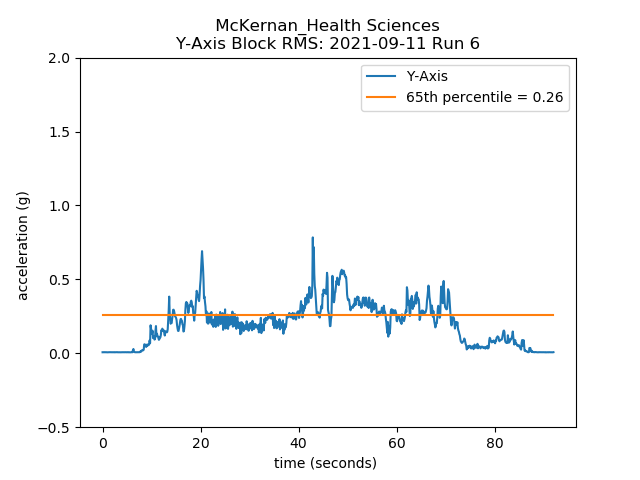 McKernan_Health Sciences
Y-Axis Block RMS: 2021-09-11 Run 6
2.0
1.5
1.0
0.5
0.0
−0.5
acceleration (g)
Y-Axis
65th percentile = 0.26
0 20 40 60 80
time (seconds)